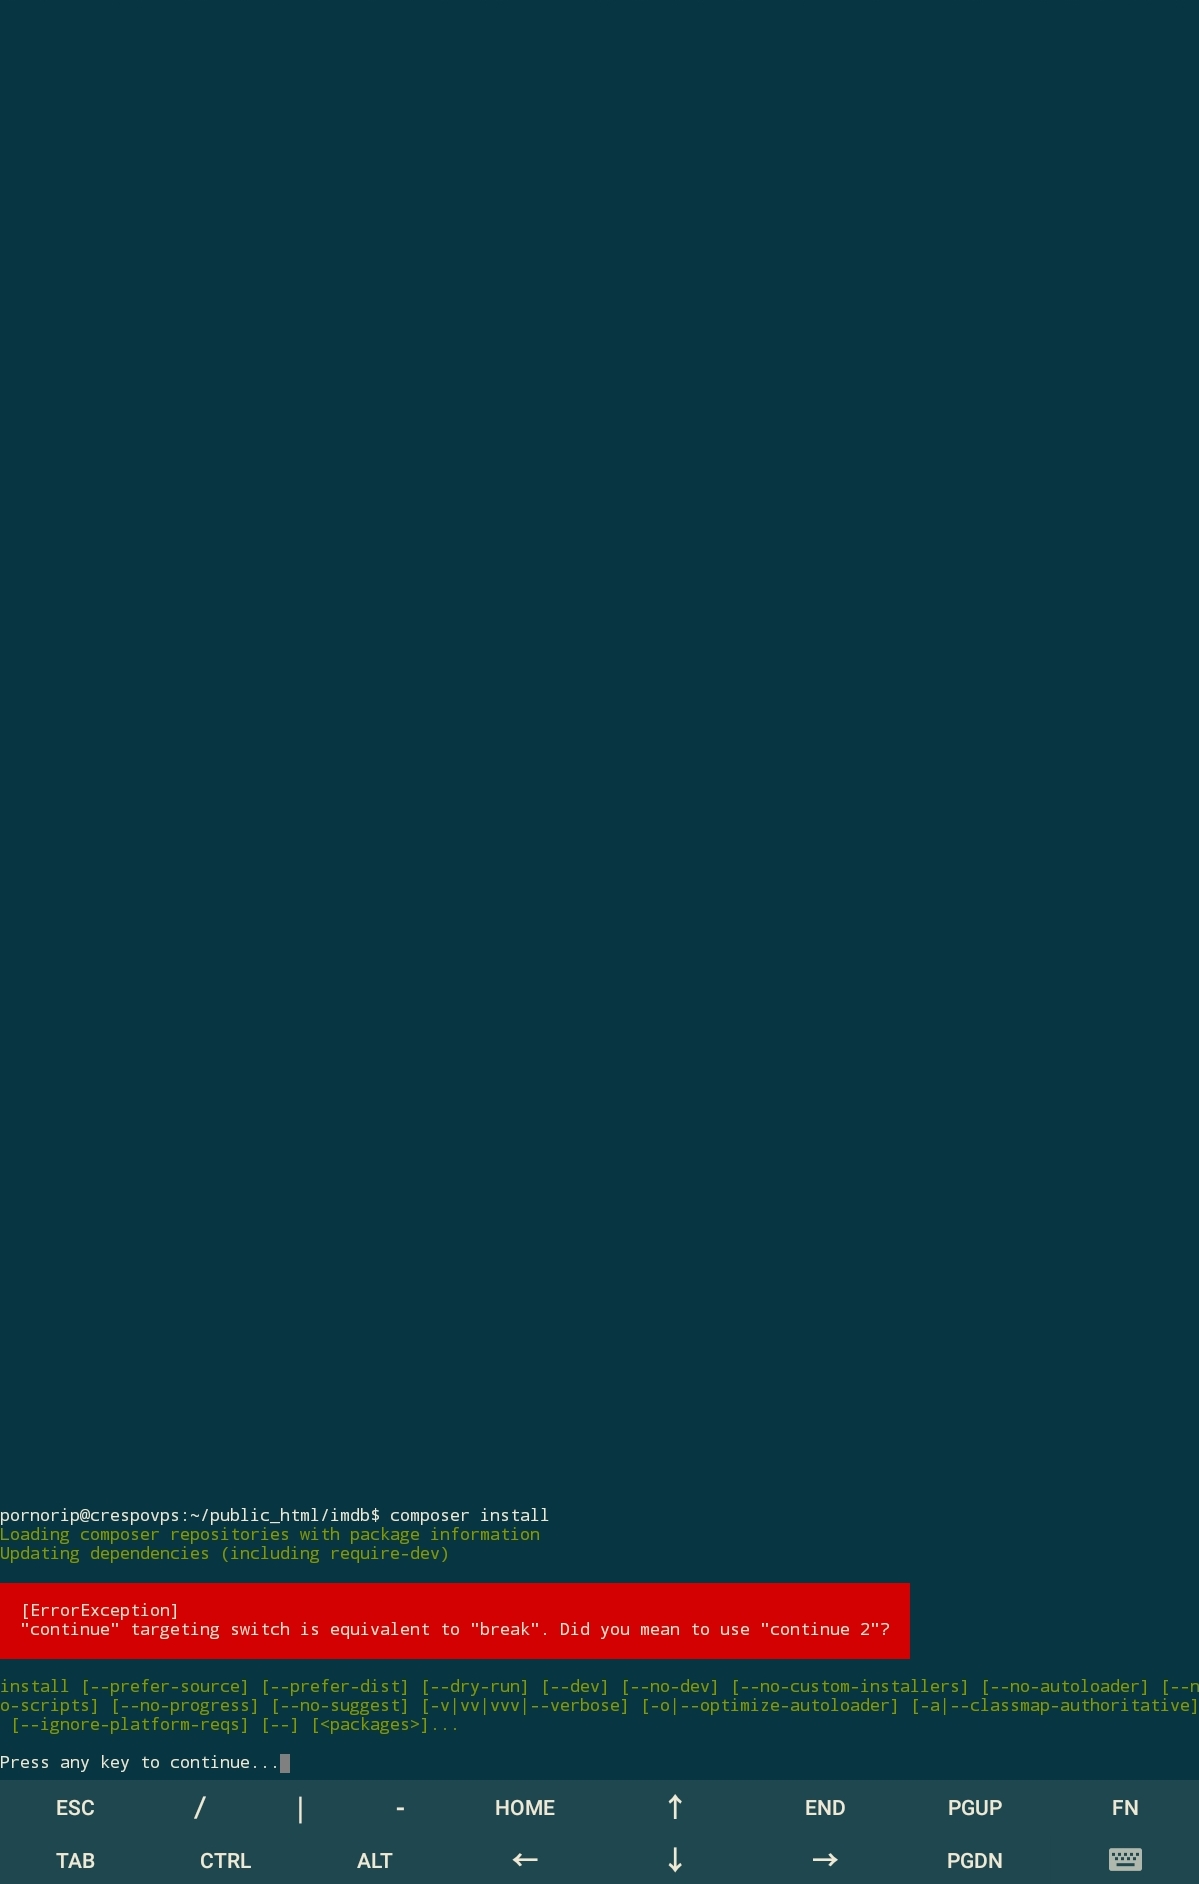 pornorip@crespovps:~/public_html/imdb$ composer install
Loading composer repositories with package information
Updating dependencies (including require-dev)
[ErrorException]
"continue" targeting switch is equivalent to "break". Did you mean to use "continue 2"?
install [--prefer-source] [--prefer-dist] [--dry-run] [--dev] [--no-dev] [--no-custom-installers] [--no-autoloader] [--n
o-scripts] [--no-progress] [--no-suggest] [-v|vv|vvv|--verbose] [-o|--optimize-autoloader] [-a|--classmap-authoritative]
[--ignore-platform-reqs] [--] [<packages>]...
Press any key to continue...
ESC / | - HOME ↑ END PGUP FN
TAB CTRL ALT ← ↓ → PGDN